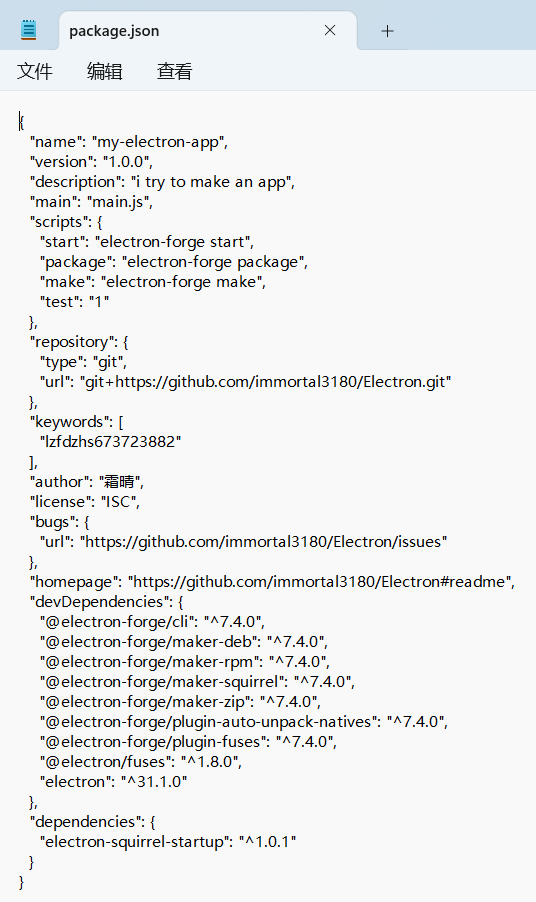 package.json
文件 编辑 查看
{
"name": "my-electron-app",
"version": "1.0.0",
"description": "i try to make an app",
"main": "main.js",
"scripts": {
"start": "electron-forge start",
"package": "electron-forge package",
"make": "electron-forge make",
"test": "1"
},
"repository": {
"type": "git",
"url": "git+https://github.com/immortal3180/Electron.git"
},
"keywords": [
"lzfdzhs673723882"
],
"author": "霜晴",
"license": "ISC",
"bugs": {
"url": "https://github.com/immortal3180/Electron/issues"
},
"homepage": "https://github.com/immortal3180/Electron#readme",
"devDependencies": {
"@electron-forge/cli": "^7.4.0",
"@electron-forge/maker-deb": "^7.4.0",
"@electron-forge/maker-rpm": "^7.4.0",
"@electron-forge/maker-squirrel": "^7.4.0",
"@electron-forge/maker-zip": "^7.4.0",
"@electron-forge/plugin-auto-unpack-natives": "^7.4.0",
"@electron-forge/plugin-fuses": "^7.4.0",
"@electron/fuses": "^1.8.0",
"electron": "^31.1.0"
},
"dependencies": {
"electron-squirrel-startup": "^1.0.1"
}
}